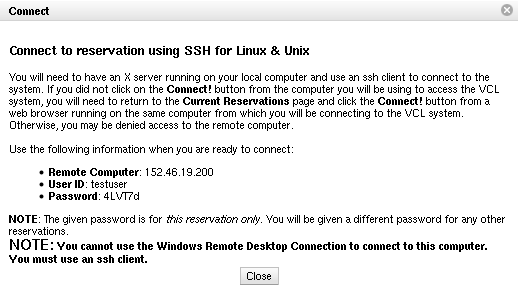 Connect
Connect to reservation using SSH for Linux & Unix
You will need to have an X server running on your local computer and use an ssh client to connect to the
system. If you did not click on the Connect! button from the computer you will be using to access the VCL
system, you will need to return to the Current Reservations page and click the Connect! button from a
web browser running on the same computer from which you will be connecting to the VCL system.
Otherwise, you may be denied access to the remote computer.
Use the following information when you are ready to connect:
• Remote Computer: 152.46.19.200
• User ID: testuser
• Password: 4LVT7d
NOTE: The given password is for this reservation only. You will be given a different password for any other
reservations.
NOTE: You cannot use the Windows Remote Desktop Connection to connect to this computer.
You must use an ssh client.
Close